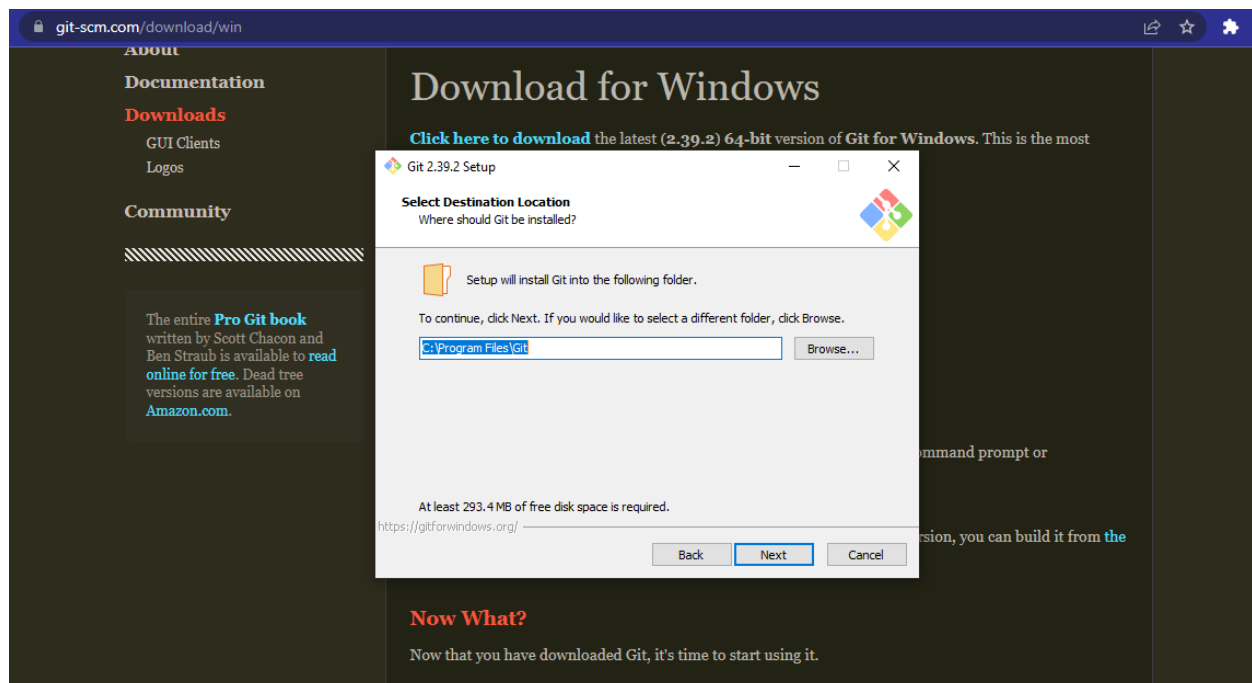 git-scm.com/download/win
About
Documentation
Downloads
GUI Clients
Logos
Community
The entire Pro Git book
written by Scott Chacon and
Ben Straub is available to read
online for free. Dead tree
versions are available on
Amazon.com.
Download for Windows
Click here to download the latest (2.39.2) 64-bit version of Git for Windows. This is the most
Git 2.39.2 Setup
Select Destination Location
Where should Git be installed?
Setup will install Git into the following folder.
To continue, click Next. If you would like to select a different folder, click Browse.
C:\Program Files\Git
Browse...
At least 293.4 MB of free disk space is required.
https://gitforwindows.org/
Back Next Cancel
command prompt or
rsion, you can build it from the
Now What?
Now that you have downloaded Git, it's time to start using it.